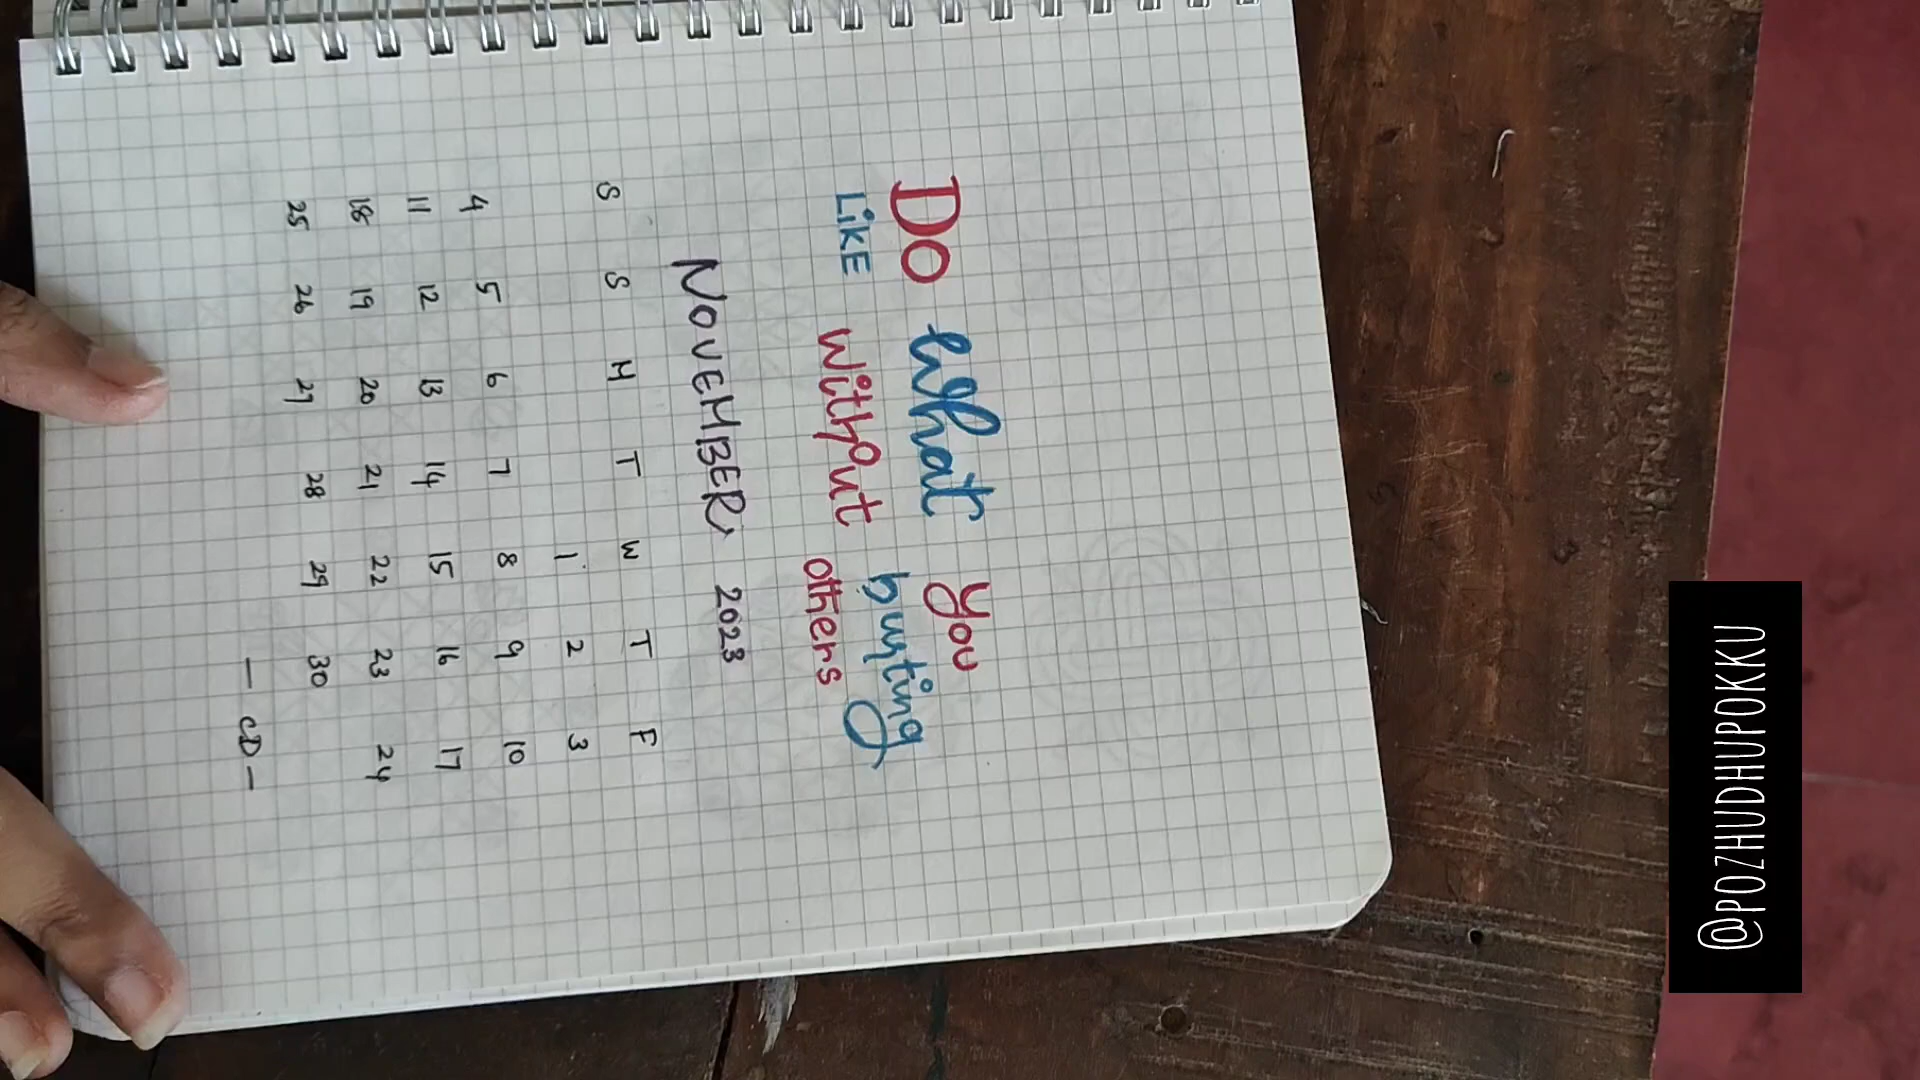 Do what you
LIKE without burting
others
NOVEMBER 2023
S S M T W T F
1 2 3
4 5 6 7 8 9 10
11 12 13 14 15 16 17
18 19 20 21 22 23 24
25 26 27 28 29 30
— CD —
@POZHUDHUPOKKU